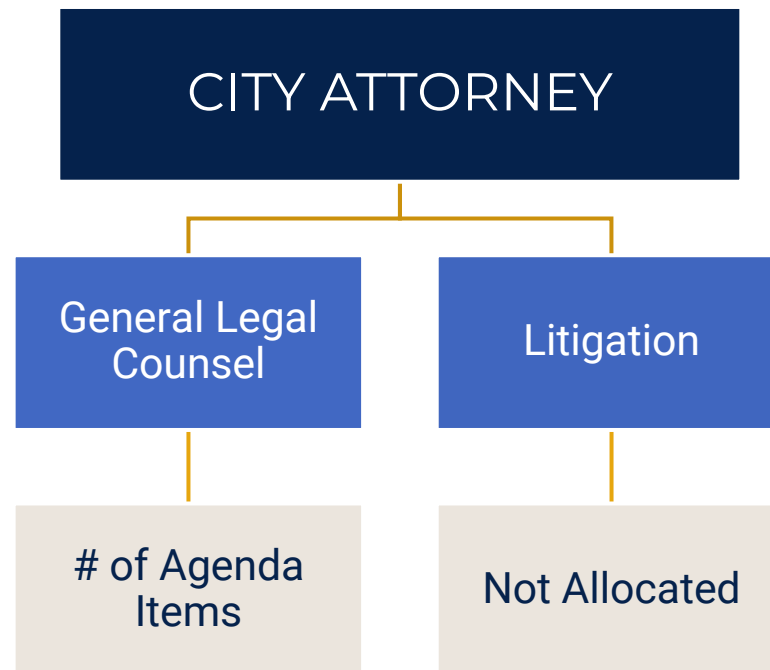 CITY ATTORNEY
General Legal
Counsel
Litigation
# of Agenda
Items
Not Allocated